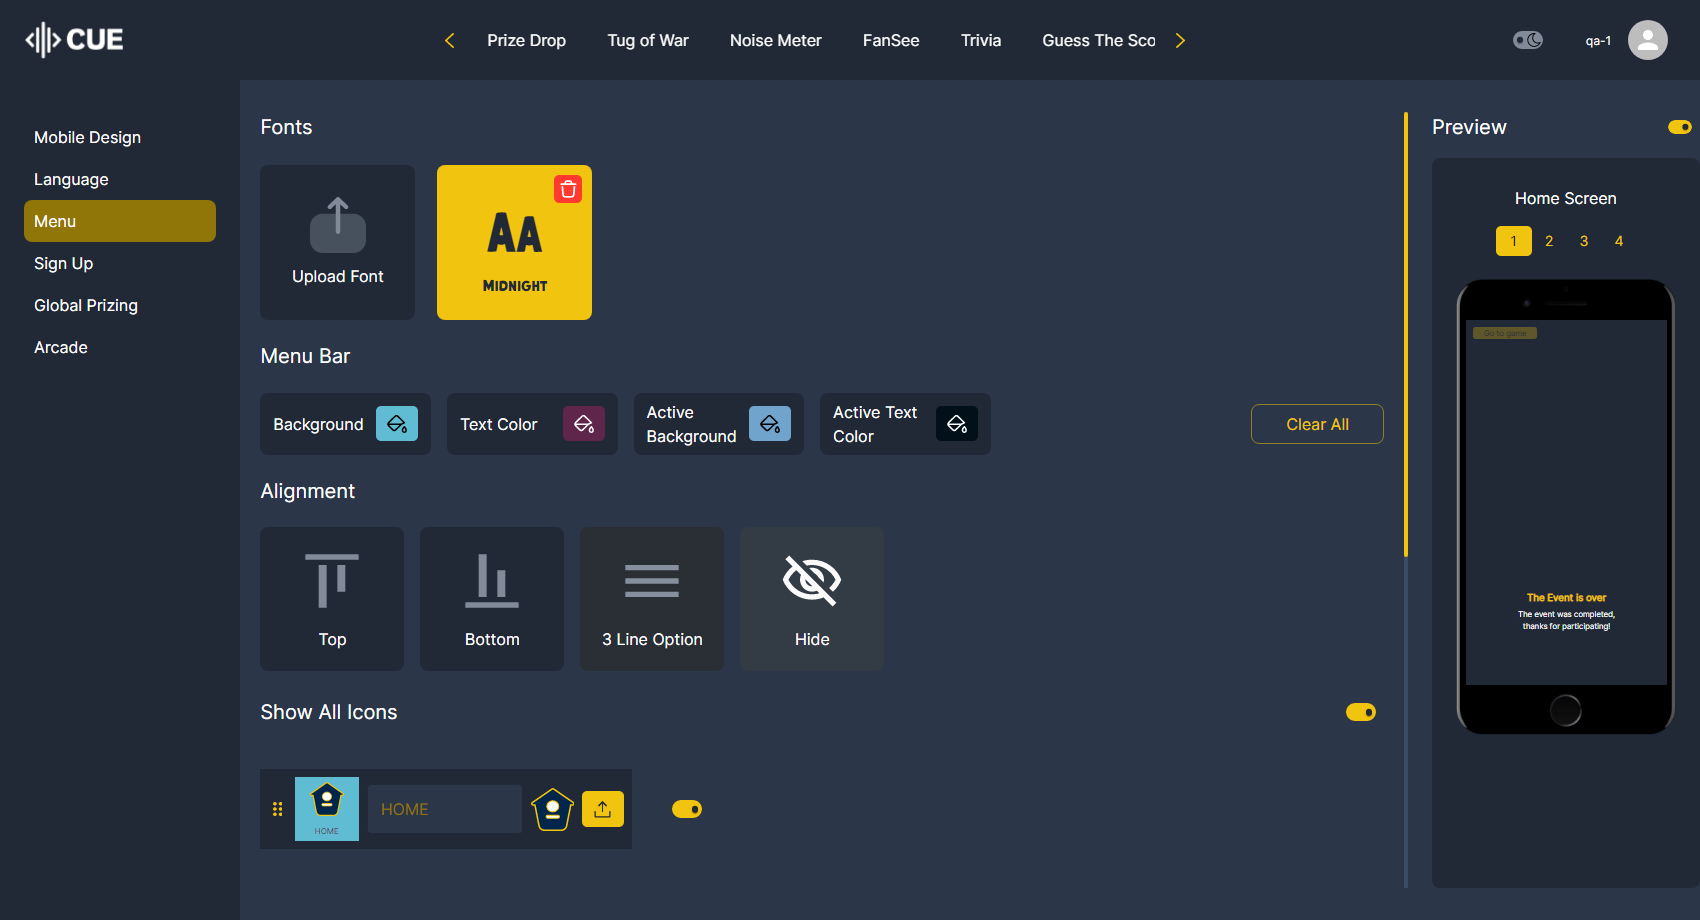 CUE
Prize Drop
Tug of War
Noise Meter
FanSee
Trivia
Guess The Sco
qa-1
Mobile Design
Language
Menu
Sign Up
Global Prizing
Arcade
Fonts
Upload Font
AA
MIDNIGHT
Menu Bar
Background
Text Color
Active
Background
Active Text
Color
Clear All
Alignment
Top
Bottom
3 Line Option
Hide
Show All Icons
HOME
HOME
Preview
Home Screen
1 2 3 4
Go to game
The Event is over
The event was completed,
thanks for participating!